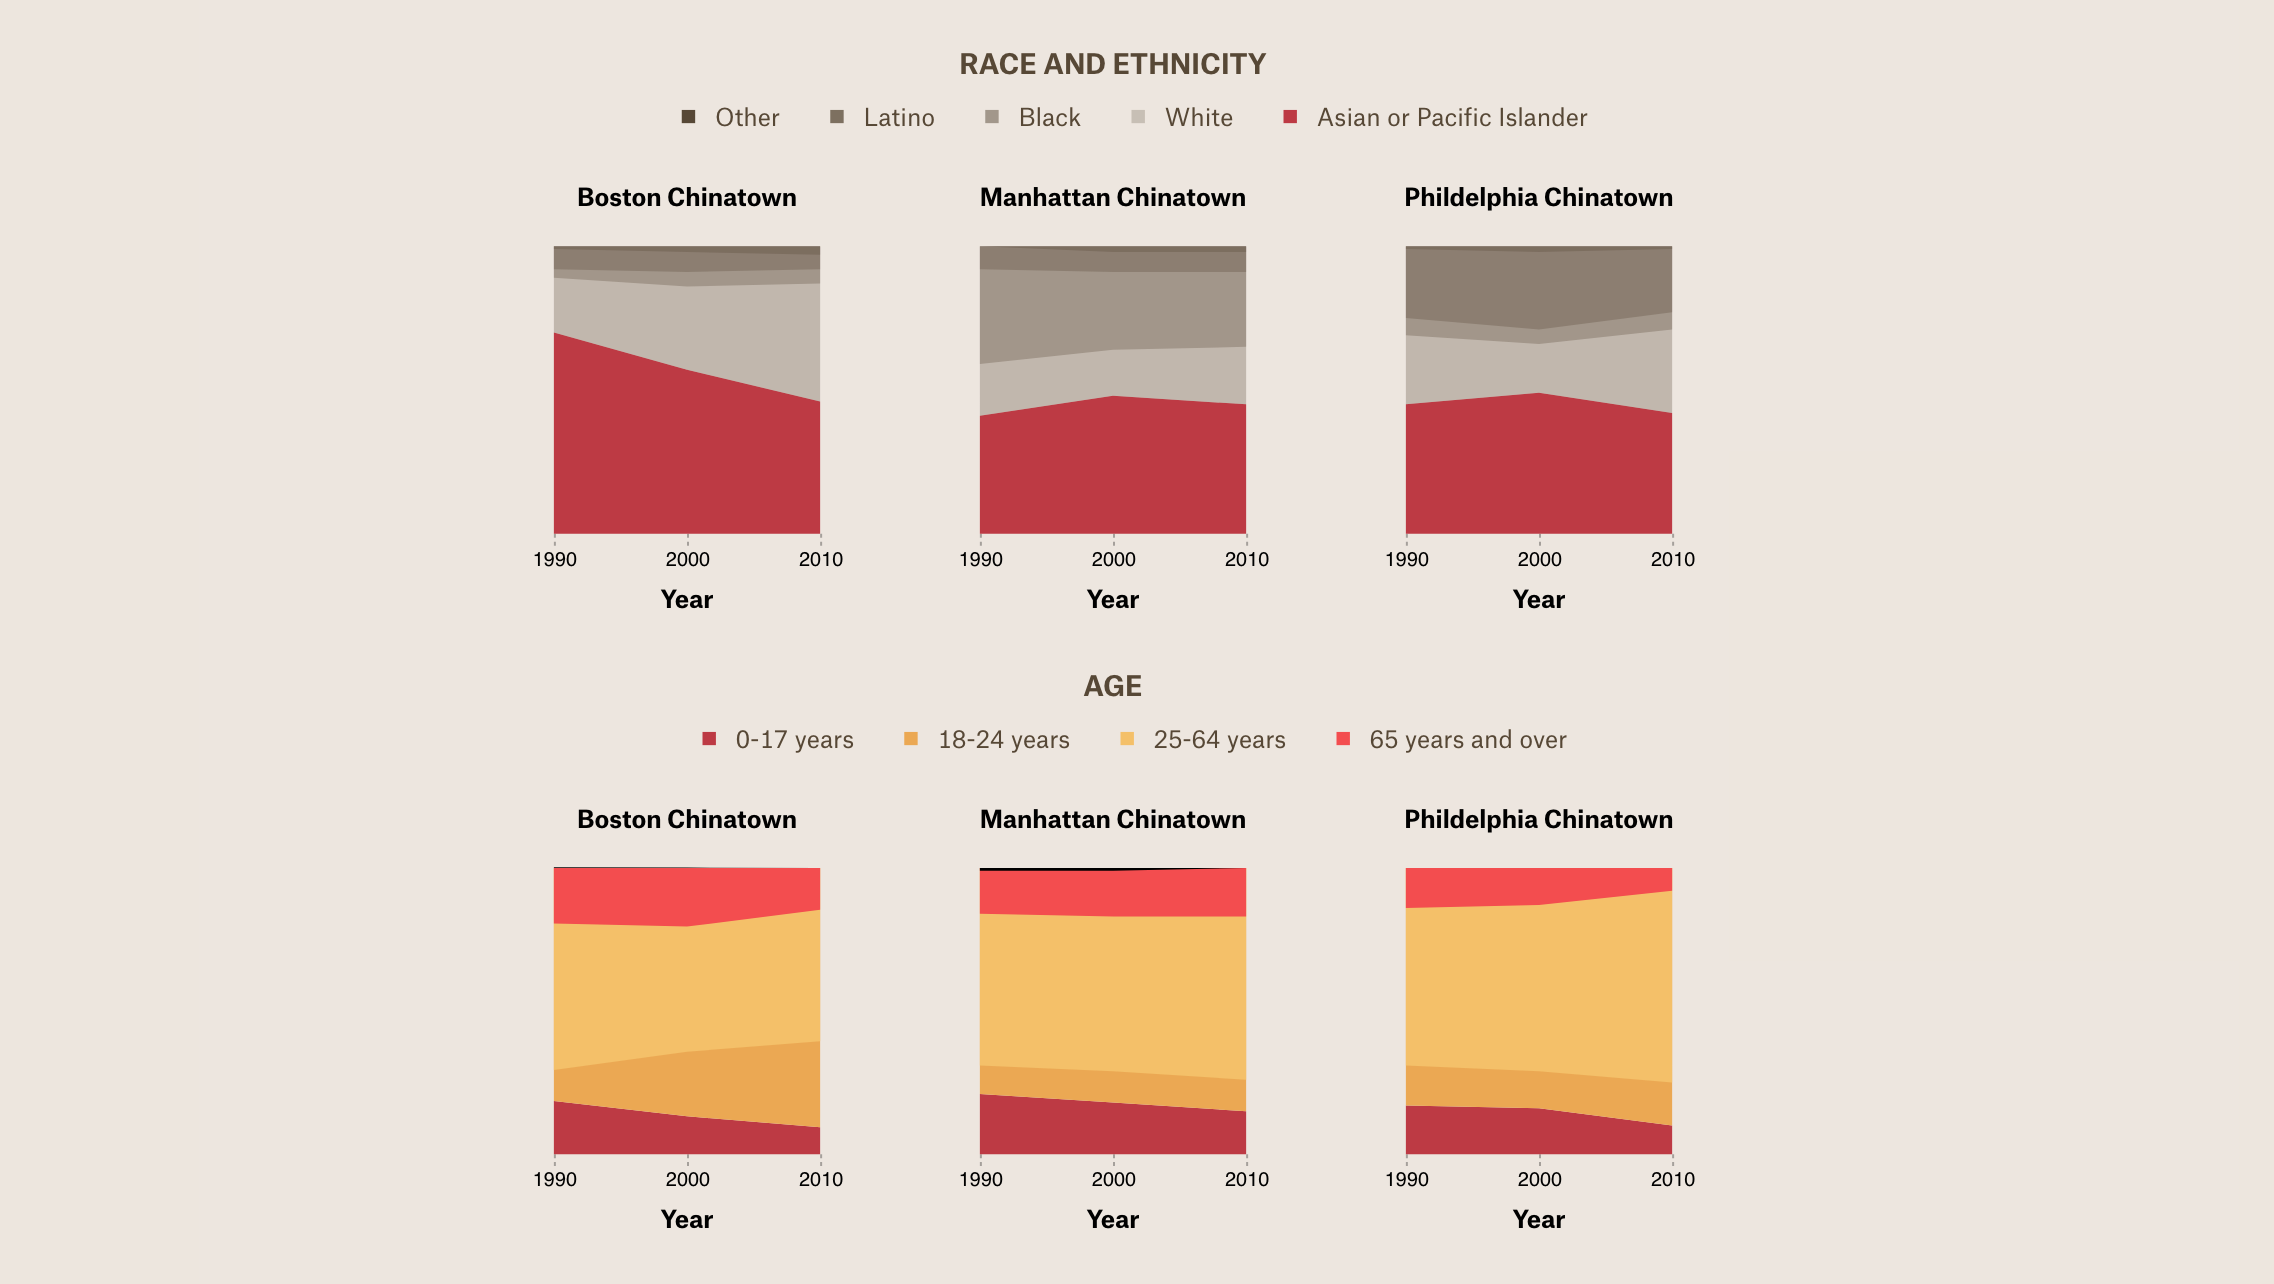 RACE AND ETHNICITY
Other Latino Black White Asian or Pacific Islander
Boston Chinatown Manhattan Chinatown Phildelphia Chinatown
1990 2000 2010 1990 2000 2010 1990 2000 2010
Year Year Year
AGE
0-17 years 18-24 years 25-64 years 65 years and over
Boston Chinatown Manhattan Chinatown Phildelphia Chinatown
1990 2000 2010 1990 2000 2010 1990 2000 2010
Year Year Year